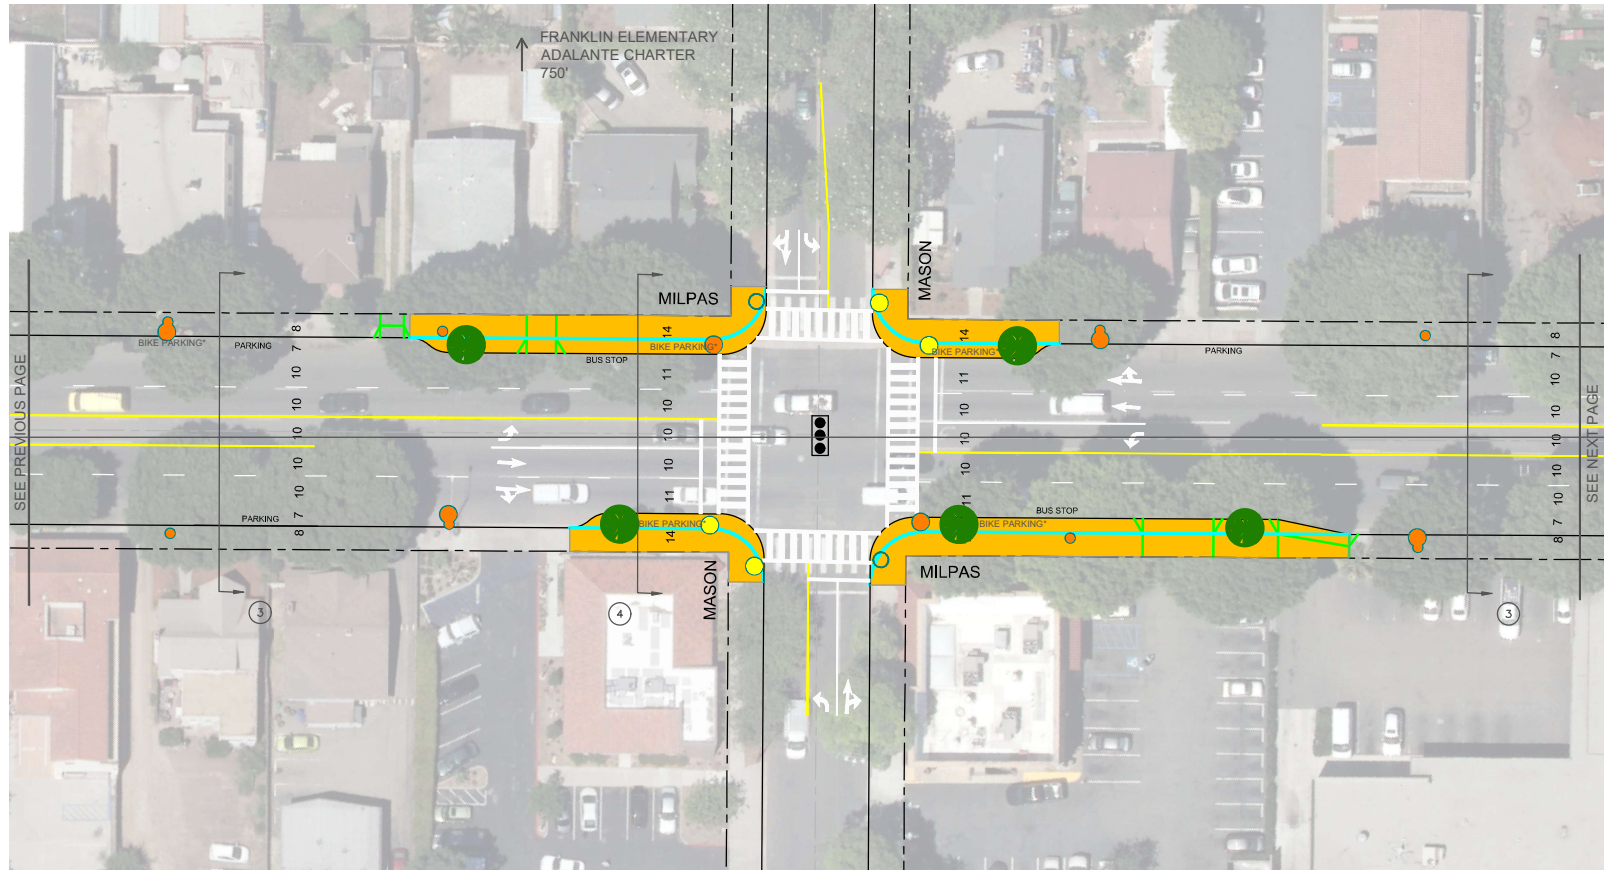 FRANKLIN ELEMENTARY
ADALANTE CHARTER
750'
MILPAS
MASON
8
14
14
8
BIKE PARKING*
PARKING
BIKE PARKING*
BIKE PARKING*
PARKING
7
BUS STOP
7
10
11
11
10
10
10
10
10
SEE PREVIOUS PAGE
SEE NEXT PAGE
10
10
10
10
10
10
10
10
10
11
11
10
BUS STOP
PARKING
7
BIKE PARKING*
BIKE PARKING*
7
8
14
8
MASON
MILPAS
3
4
3